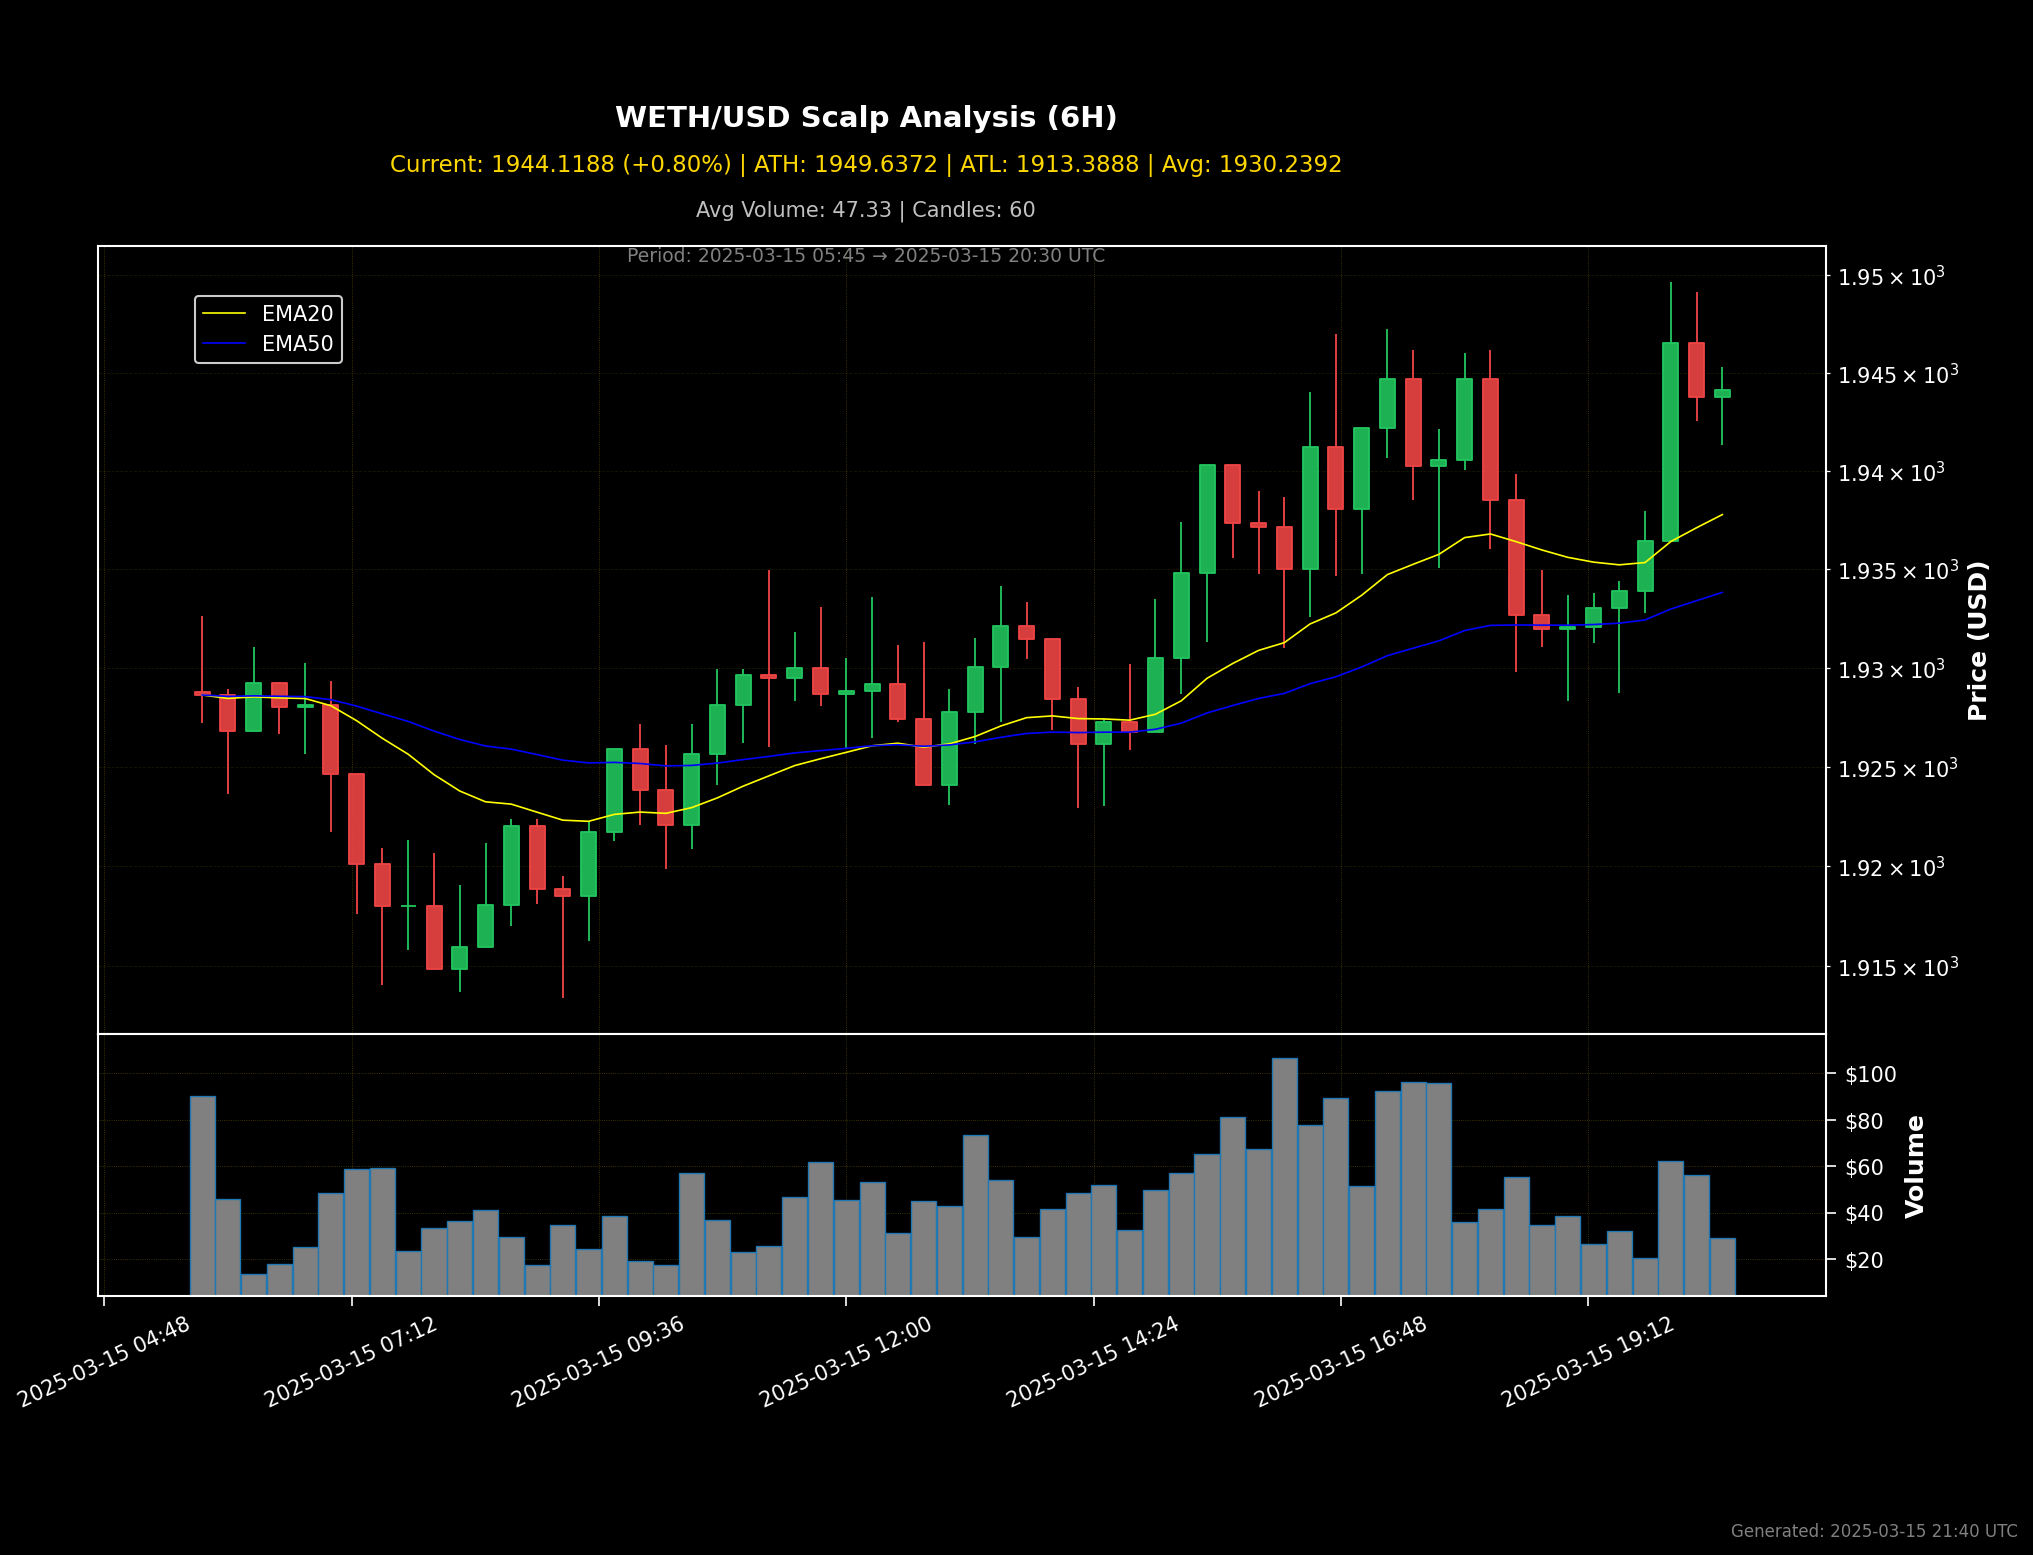 WETH/USD Scalp Analysis (6H)
Current: 1944.1188 (+0.80%) | ATH: 1949.6372 | ATL: 1913.3888 | Avg: 1930.2392
Avg Volume: 47.33 | Candles: 60
Period: 2025-03-15 05:45 → 2025-03-15 20:30 UTC
EMA20
EMA50
1.95 × 10³
1.945 × 10³
1.94 × 10³
1.935 × 10³
1.93 × 10³
1.925 × 10³
1.92 × 10³
1.915 × 10³
Price (USD)
$100
$80
$60
$40
$20
Volume
2025-03-15 04:48
2025-03-15 07:12
2025-03-15 09:36
2025-03-15 12:00
2025-03-15 14:24
2025-03-15 16:48
2025-03-15 19:12
Generated: 2025-03-15 21:40 UTC